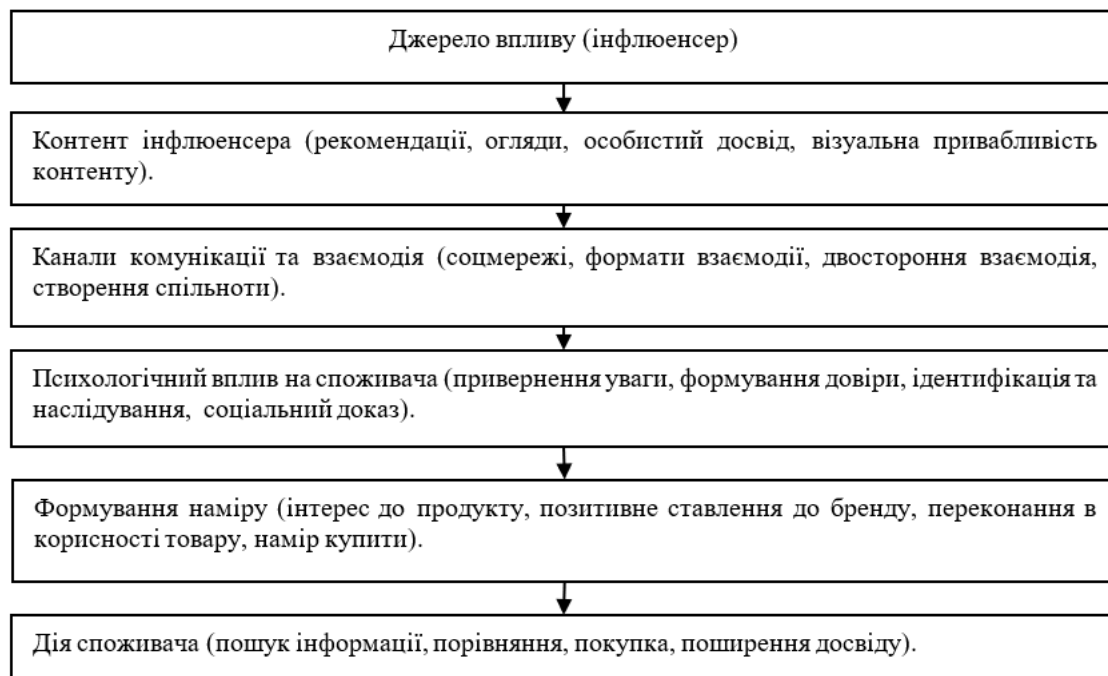 Джерело впливу (інфлюенсер)
Контент інфлюенсера (рекомендації, огляди, особистий досвід, візуальна привабливість
контенту).
Канали комунікації та взаємодія (соцмережі, формати взаємодії, двостороння взаємодія,
створення спільноти).
Психологічний вплив на споживача (привернення уваги, формування довіри, ідентифікація та
наслідування, соціальний доказ).
Формування наміру (інтерес до продукту, позитивне ставлення до бренду, переконання в
корисності товару, намір купити).
Дія споживача (пошук інформації, порівняння, покупка, поширення досвіду).